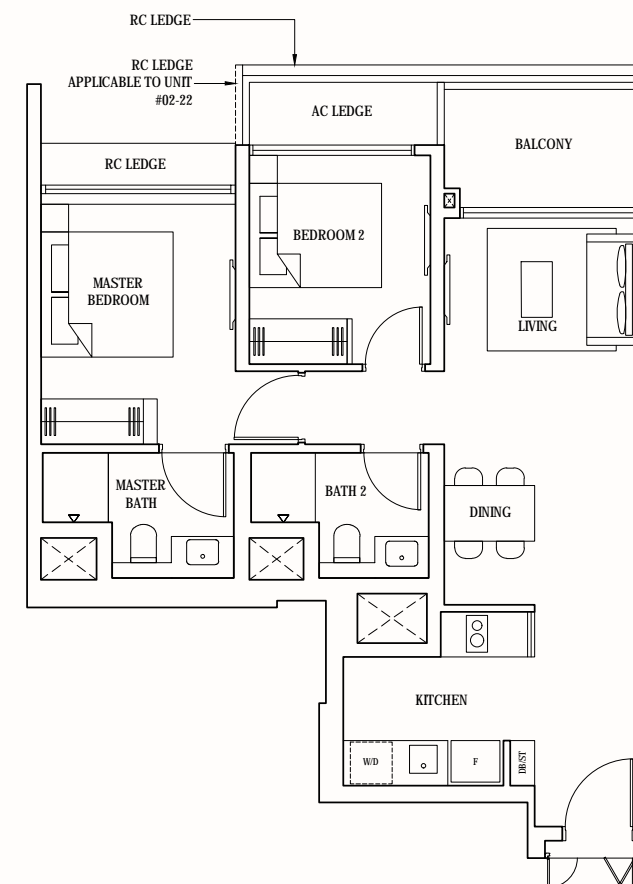 RC LEDGE
RC LEDGE
APPLICABLE TO UNIT
#02-22
AC LEDGE
BALCONY
RC LEDGE
BEDROOM 2
MASTER
BEDROOM
LIVING
MASTER
BATH
BATH 2
DINING
KITCHEN
W/D
F
DB/ST